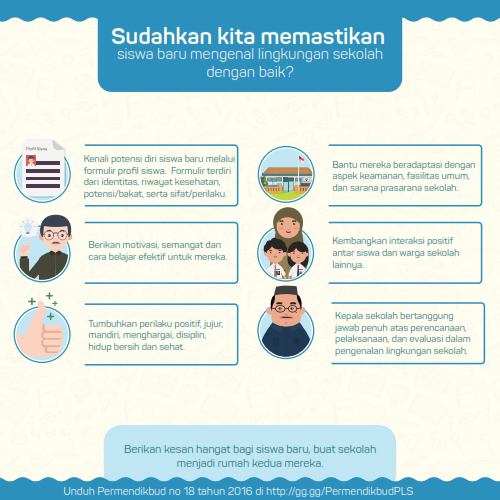 Sudahkan kita memastikan
siswa baru mengenal lingkungan sekolah
dengan baik?
Profil Siswa
Kenali potensi diri siswa baru melalui
formulir profil siswa. Formulir terdiri
dari identitas, riwayat kesehatan,
potensi/bakat, serta sifat/perilaku.
Bantu mereka beradaptasi dengan
aspek keamanan, fasilitas umum,
dan sarana prasarana sekolah.
Berikan motivasi, semangat dan
cara belajar efektif untuk mereka.
Kembangkan interaksi positif
antar siswa dan warga sekolah
lainnya.
Tumbuhkan perilaku positif, jujur,
mandiri, menghargai, disiplin,
hidup bersih dan sehat.
Kepala sekolah bertanggung
jawab penuh atas perencanaan,
pelaksanaan, dan evaluasi dalam
pengenalan lingkungan sekolah.
Berikan kesan hangat bagi siswa baru, buat sekolah
menjadi rumah kedua mereka.
Unduh Permendikbud no 18 tahun 2016 di http://gg.gg/PermendikbudPLS